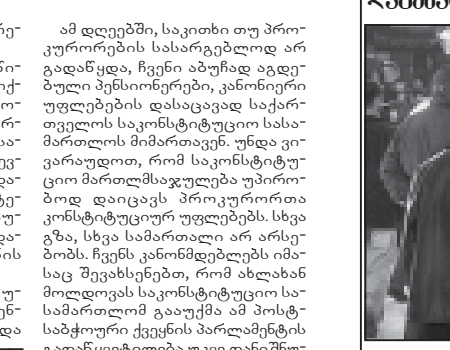 ამ დღეებში, საკითხი თუ პრო-
კურორების სასარგებლოდ არ
გადაწყდა, ჩვენი აბუჩად აგდე-
ბული პენსიონერები, კანონიერი
უფლებების დასაცავად საქარ-
თველოს საკონსტიტუციო სასა-
მართლოს მიმართავენ. უნდა ვი-
ვარაუდოთ, რომ საკონსტიტუ-
ციო მართლმსაჯულება უპირო-
ბოდ დაიცავს პროკურორთა
კონსტიტუციურ უფლებებს. სხვა
გზა, სხვა სამართალი არ არსე-
ბობს. ჩვენს კანონმდებლებს იმა-
საც შევახსენებთ, რომ ახლახან
მოლდოვას საკონსტიტუციო სა-
სამართლომ გააუქმა ამ პოსტ-
საბჭოური ქვეყნის პარლამენტის